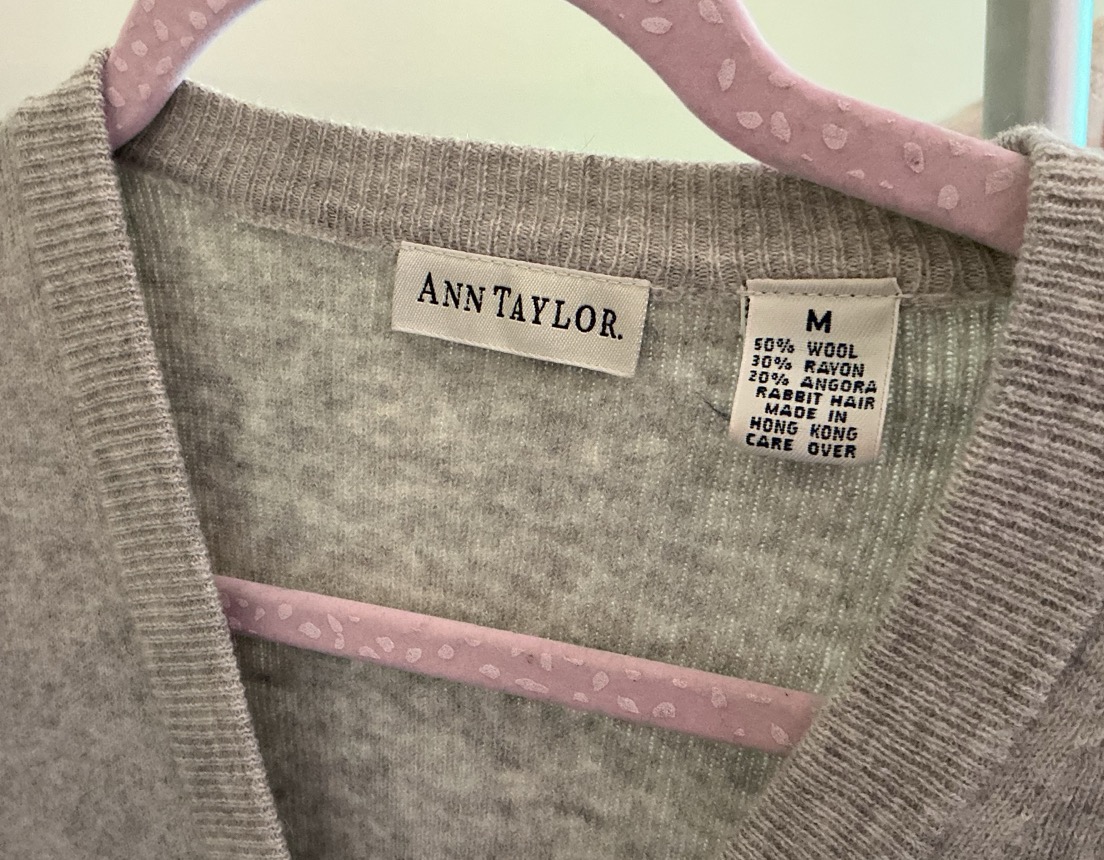 ANN TAYLOR.
M
50% WOOL
30% RAYON
20% ANGORA
RABBIT HAIR
MADE IN
HONG KONG
CARE OVER